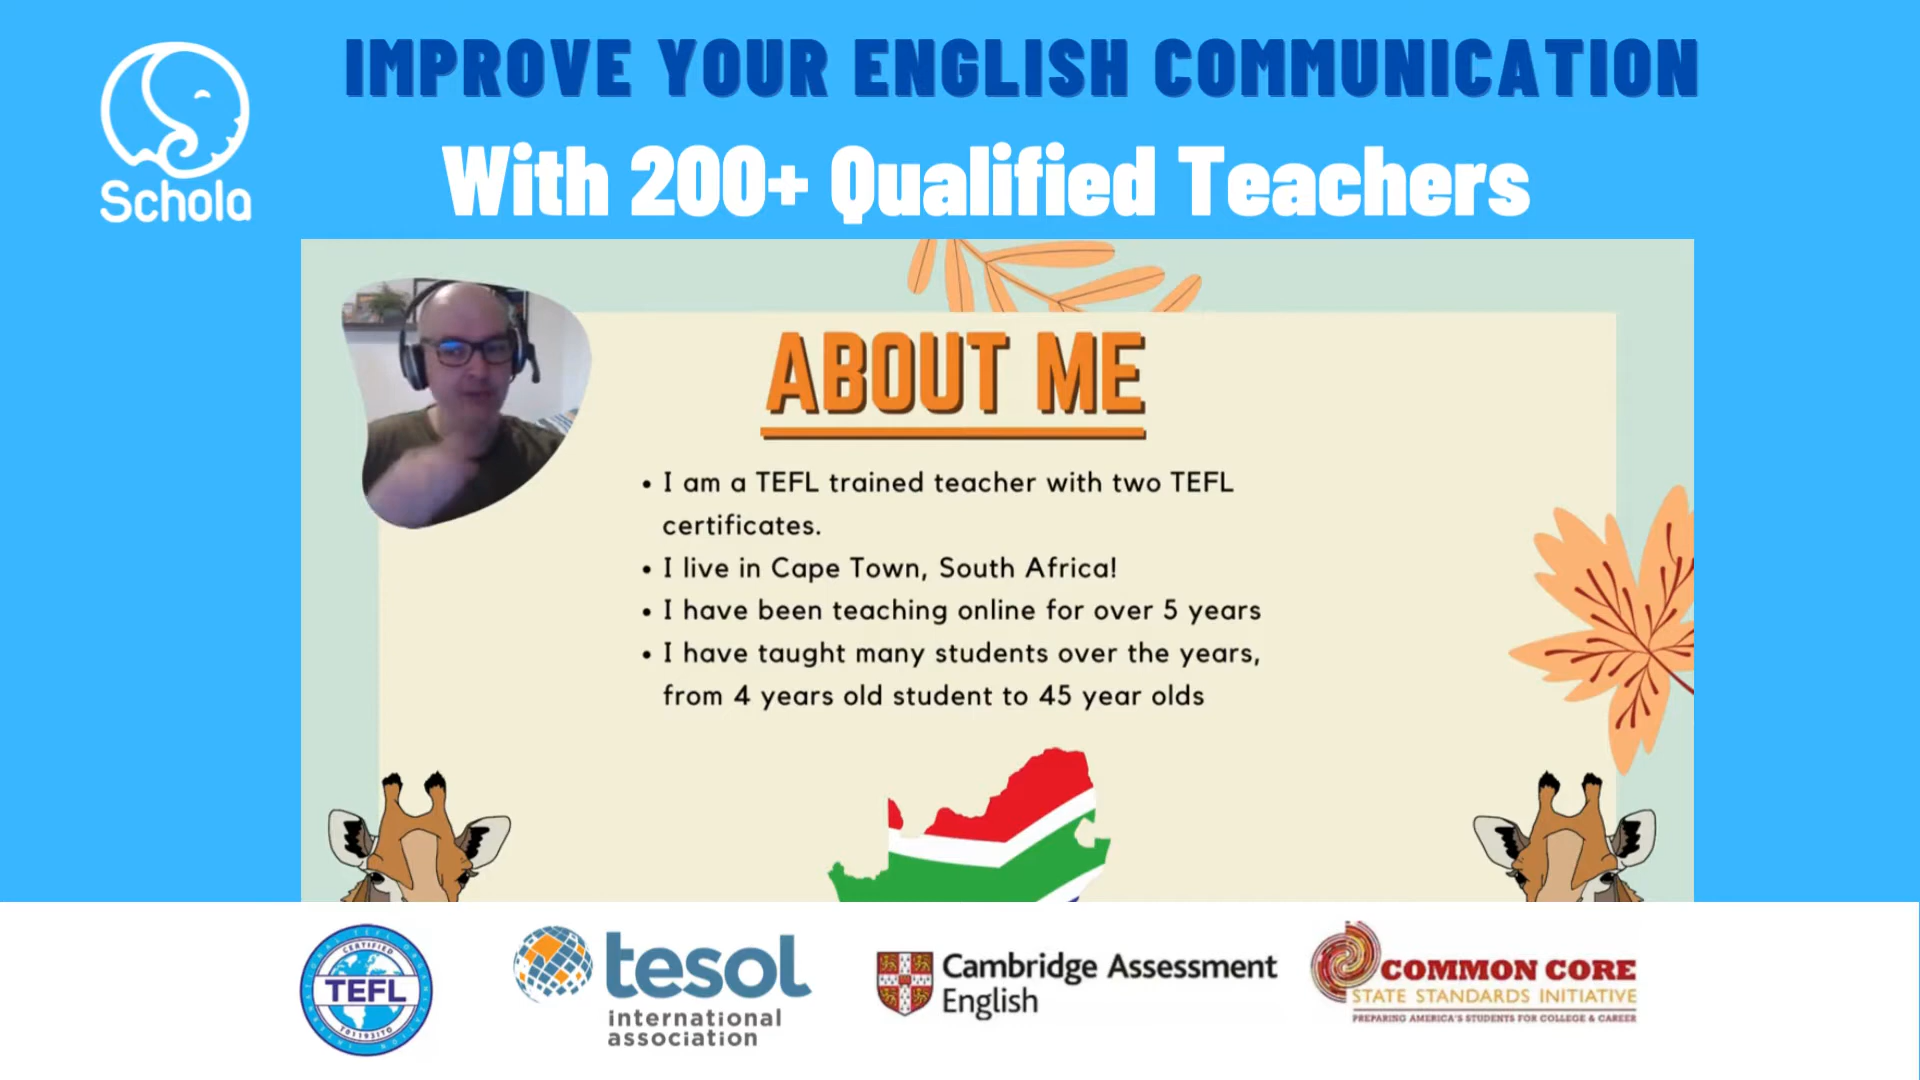 IMPROVE YOUR ENGLISH COMMUNICATION
Schola
With 200+ Qualified Teachers
ABOUT ME
• I am a TEFL trained teacher with two TEFL
certificates.
• I live in Cape Town, South Africa!
• I have been teaching online for over 5 years
• I have taught many students over the years,
from 4 years old student to 45 year olds
CERTIFIED
TEFL
tesol
international
association
Cambridge Assessment
English
COMMON CORE
STATE STANDARDS INITIATIVE
PREPARING AMERICA'S STUDENTS FOR COLLEGE & CAREER